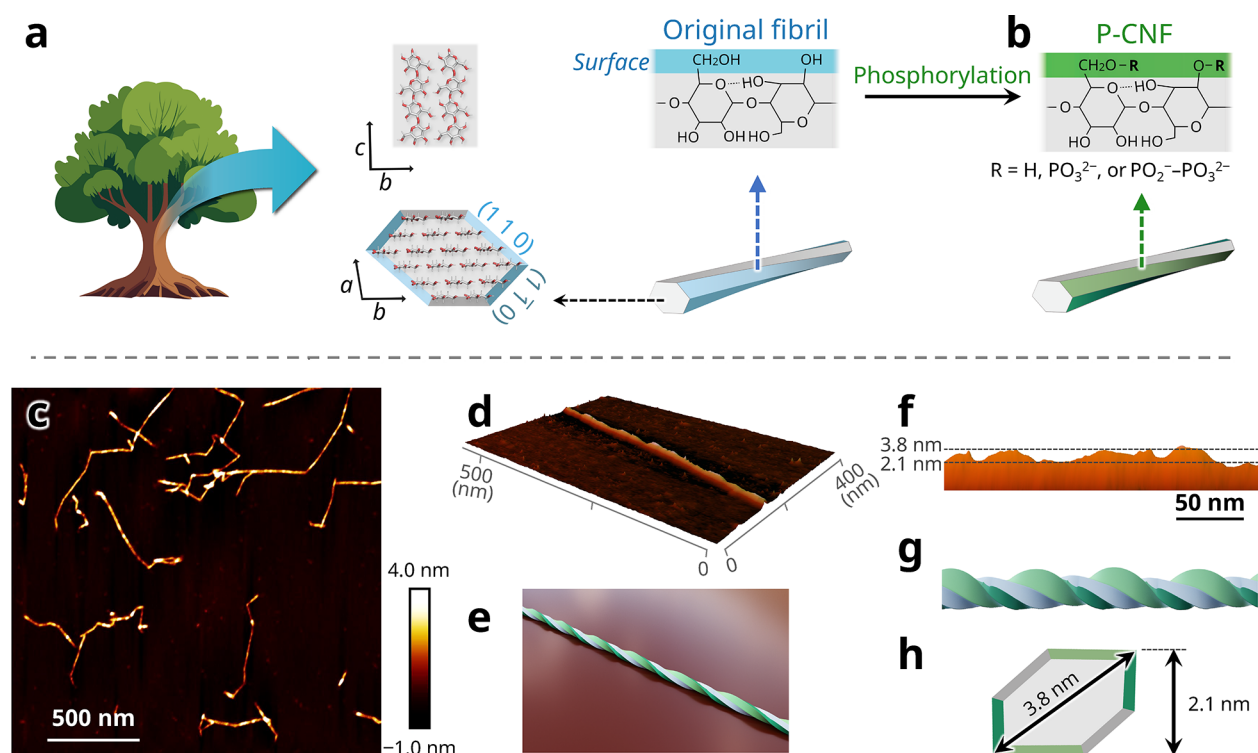 a
c
b
(1 1 0)
(1 1̄ 0)
a
b
Original fibril
Surface
CH₂OH
OH
O
HO
O
O
O
HO
OH
HO
Phosphorylation
b
P-CNF
CH₂O–R
O–R
O
HO
O
O
O
HO
OH
HO
R = H, PO₃²⁻, or PO₂⁻–PO₃²⁻
c
500 nm
4.0 nm
−1.0 nm
d
500
(nm)
0
0
400
(nm)
e
f
3.8 nm
2.1 nm
50 nm
g
h
3.8 nm
2.1 nm